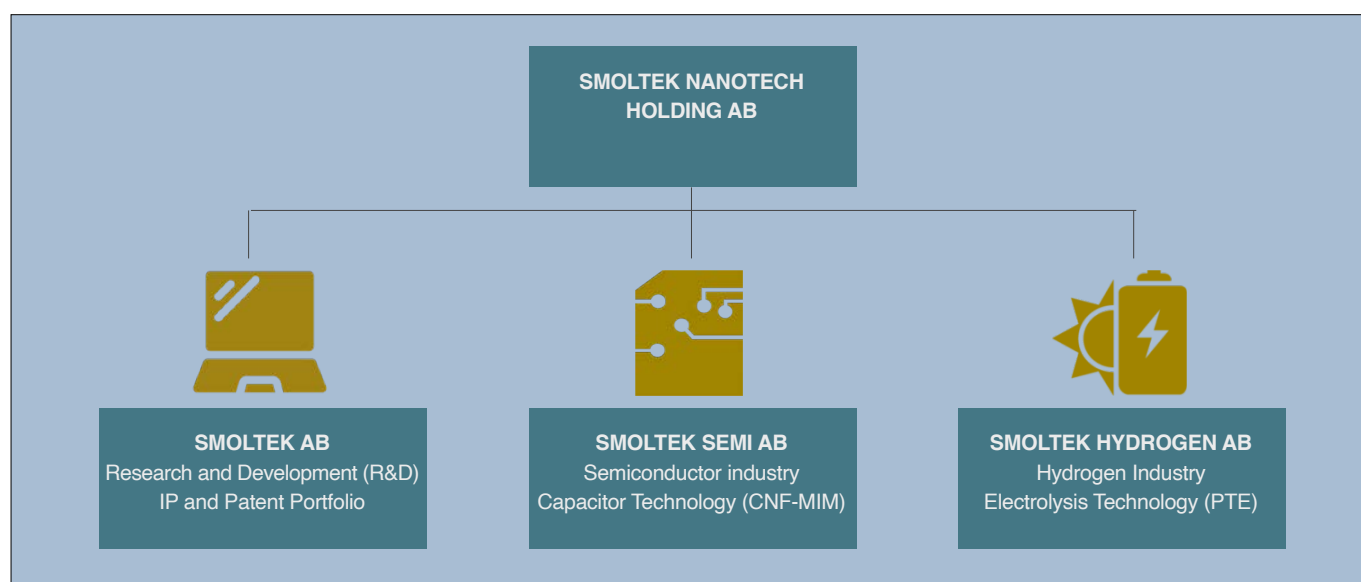 SMOLTEK NANOTECH
HOLDING AB
SMOLTEK AB
Research and Development (R&D)
IP and Patent Portfolio
SMOLTEK SEMI AB
Semiconductor industry
Capacitor Technology (CNF-MIM)
SMOLTEK HYDROGEN AB
Hydrogen Industry
Electrolysis Technology (PTE)